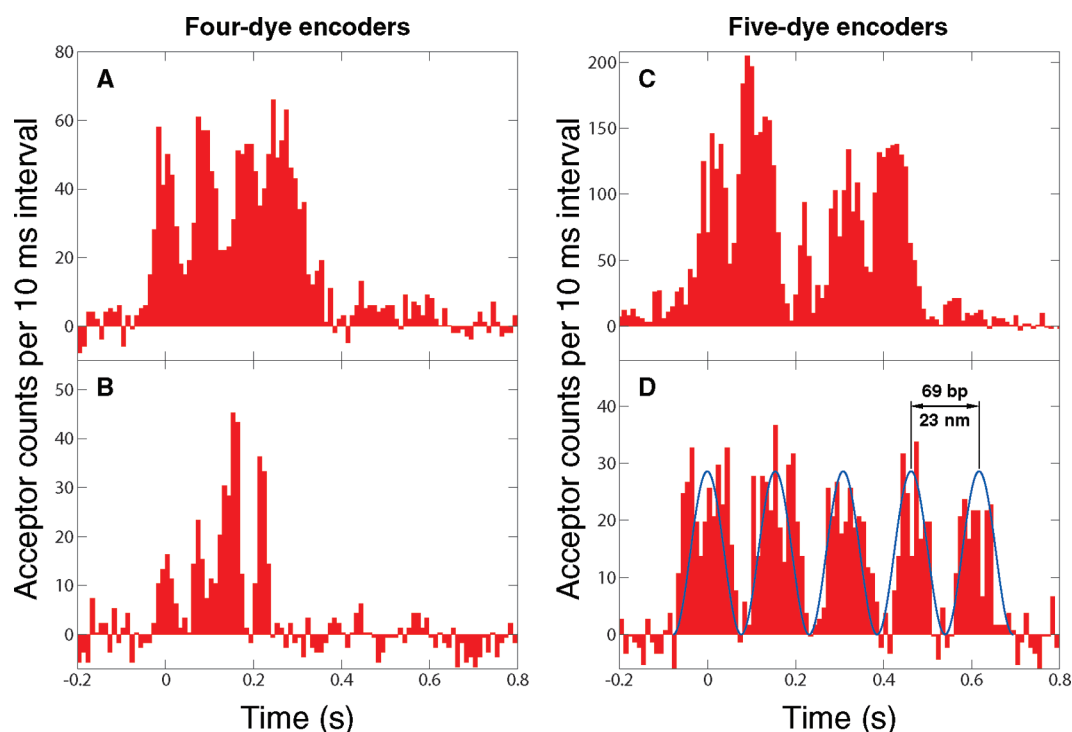 Four-dye encoders
Five-dye encoders
A
80
60
40
20
0
Acceptor counts per 10 ms interval
B
50
40
30
20
10
0
-0.2 0 0.2 0.4 0.6 0.8
Time (s)
C
200
150
100
50
0
Acceptor counts per 10 ms interval
D
69 bp
23 nm
40
30
20
10
0
-0.2 0 0.2 0.4 0.6 0.8
Time (s)